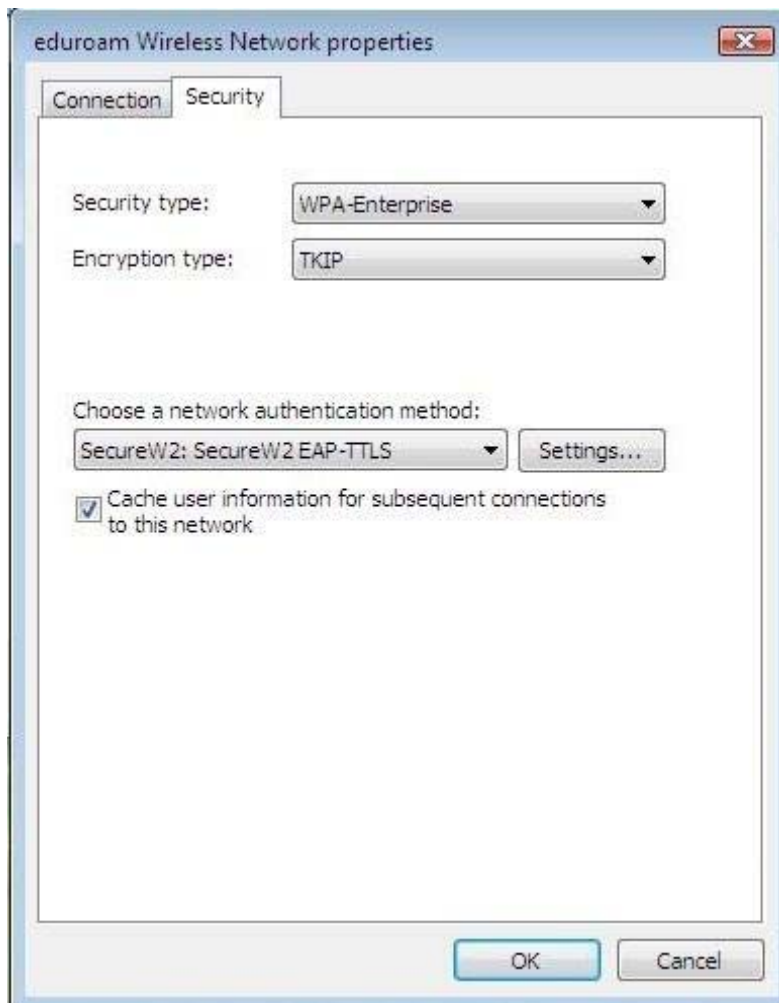 eduroam Wireless Network properties
Connection
Security
Security type:
WPA-Enterprise
Encryption type:
TKIP
Choose a network authentication method:
SecureW2: SecureW2 EAP-TTLS
Settings...
Cache user information for subsequent connections
to this network
OK
Cancel